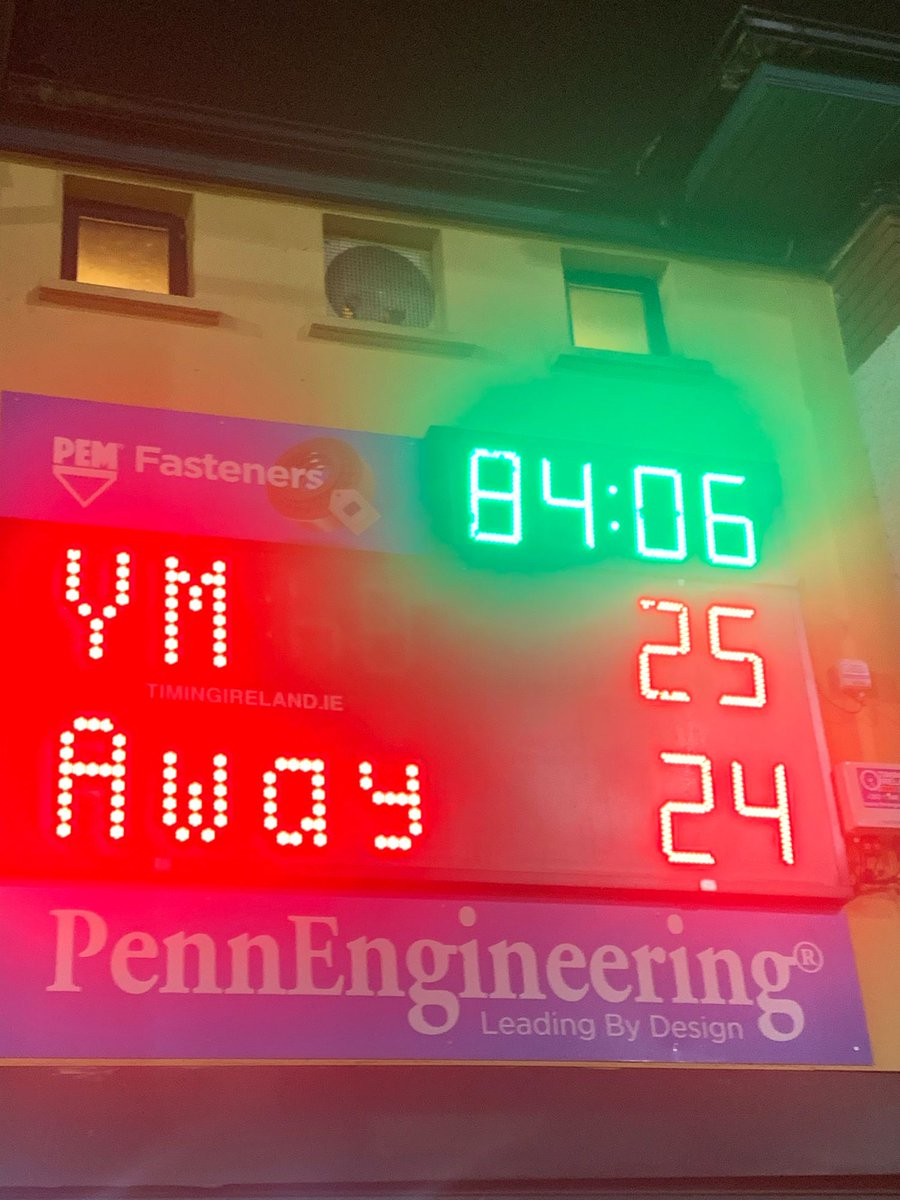 PEM® Fasteners
84:06
YM 25
TIMINGIRELAND.IE
Away 24
PennEngineering®
Leading By Design